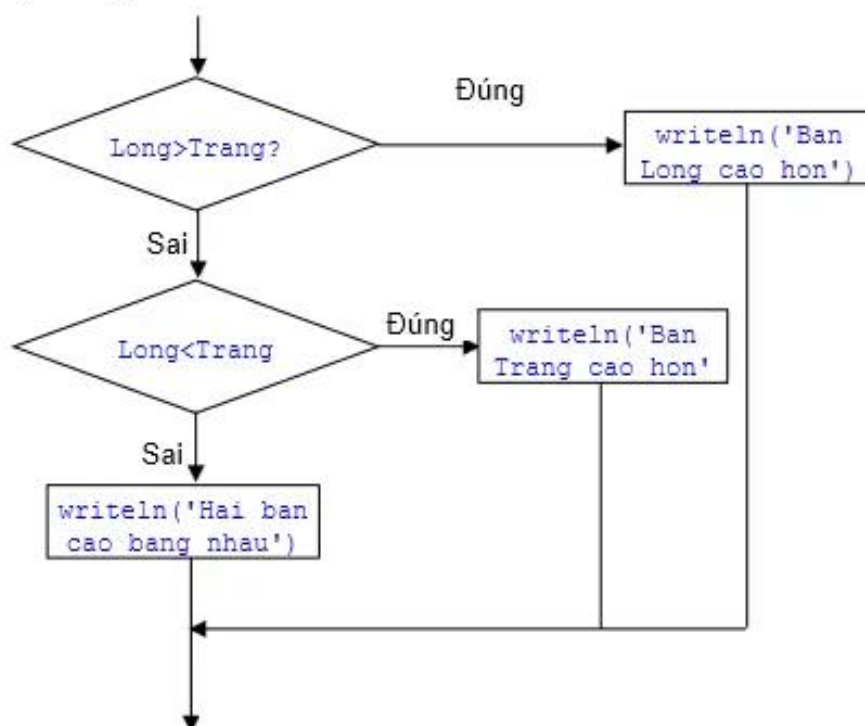 Đúng
Long>Trang?
writeln('Ban
Long cao hon')
Sai
Long<Trang
Đúng
writeln('Ban
Trang cao hon'
Sai
writeln('Hai ban
cao bang nhau')